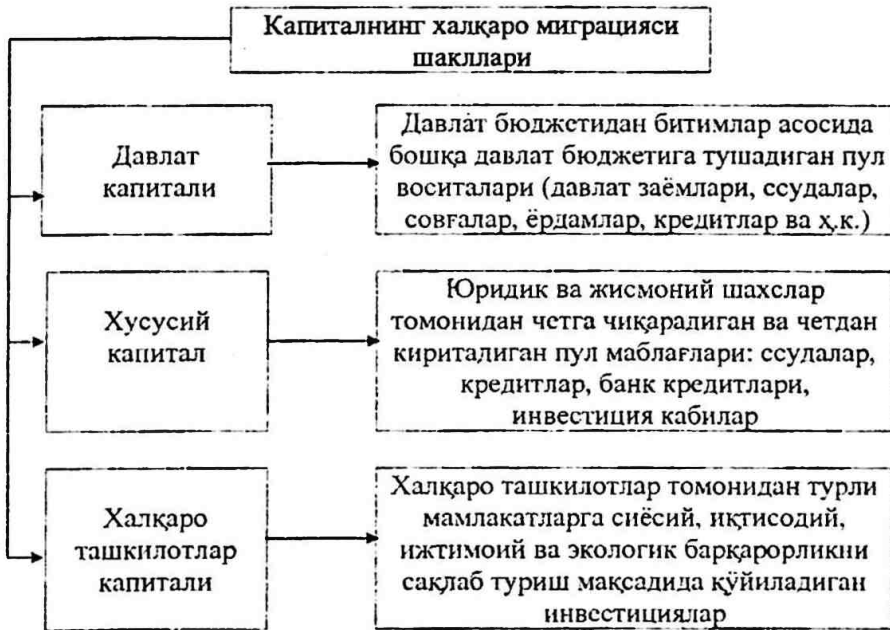 Капиталнинг халқаро миграцияси
шакллари
Давлат
капитали
Давлат бюджетидан битимлар асосида
бошқа давлат бюджетига тушадиган пул
воситалари (давлат заёмлари, ссудалар,
совғалар, ёрдамлар, кредитлар ва ҳ.к.)
Хусусий
капитал
Юридик ва жисмоний шахслар
томонидан четга чиқарадиган ва четдан
киритадиган пул маблағлари: ссудалар,
кредитлар, банк кредитлари,
инвестиция кабилар
Халқаро
ташкилотлар
капитали
Халқаро ташкилотлар томонидан турли
мамлакатларга сиёсий, иқтисодий,
ижтимоий ва экологик барқарорликни
сақлаб туриш мақсадида қўйиладиган
инвестициялар